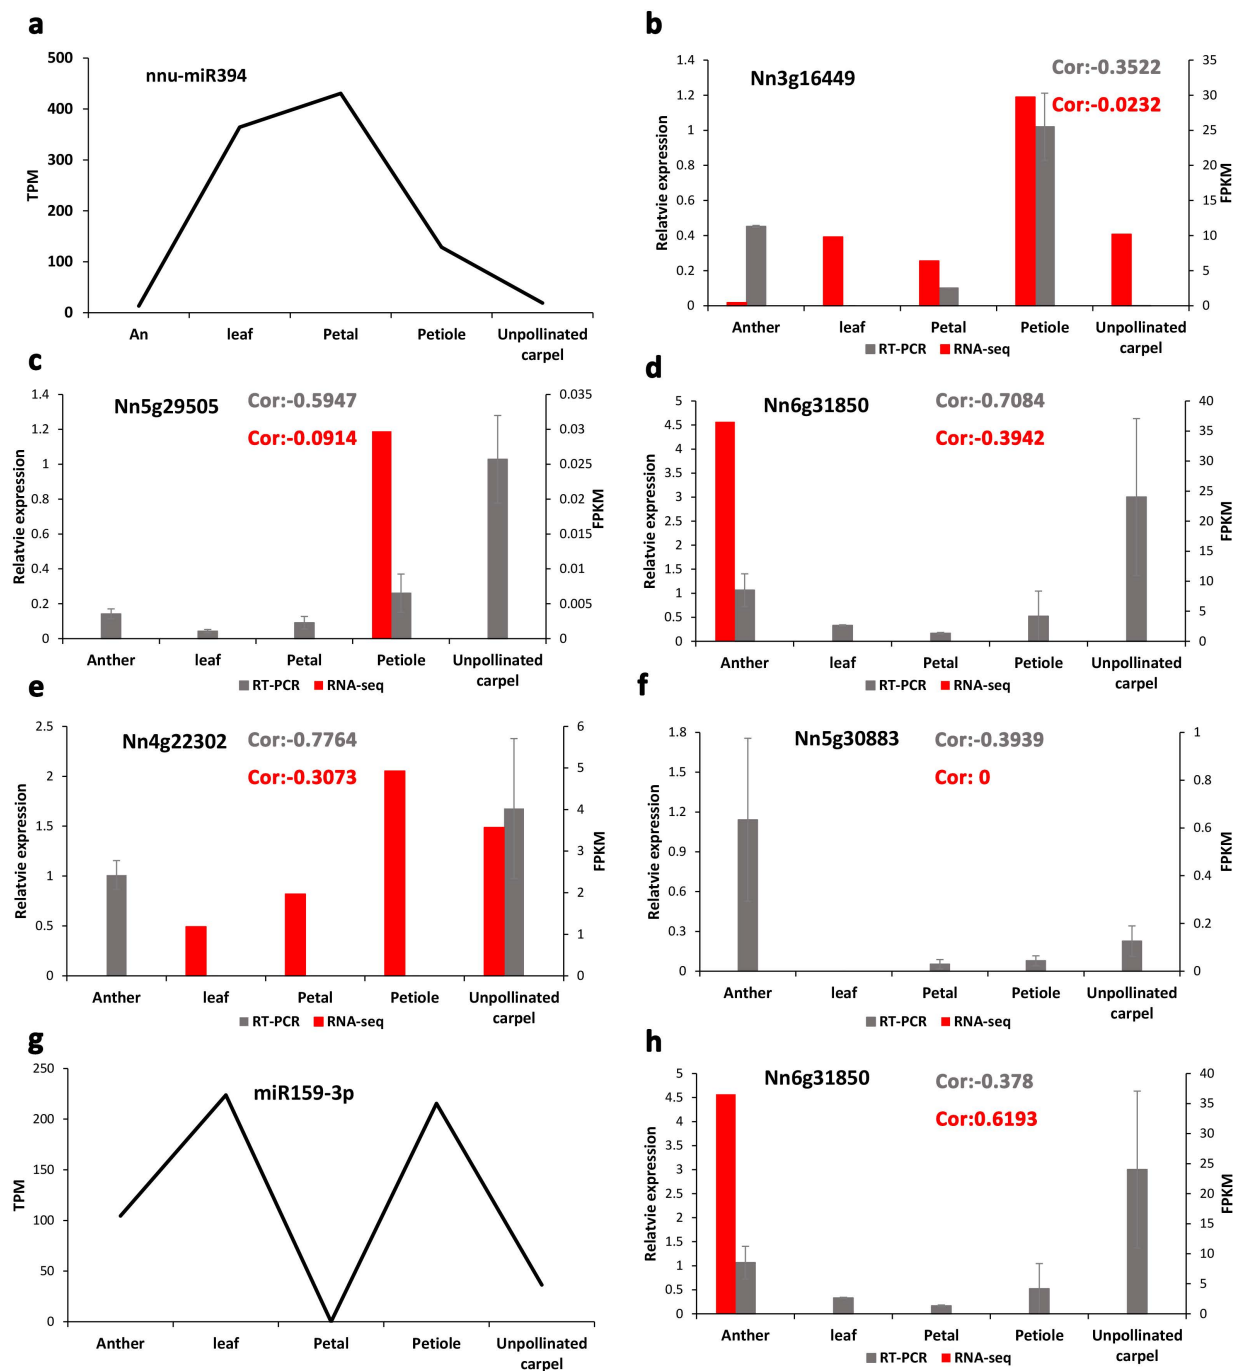 a
nnu-miR394
500
400
300
200
100
0
TPM
An leaf Petal Petiole Unpollinated
carpel
b
Nn3g16449
Cor:-0.3522
Cor:-0.0232
1.4
1.2
1
0.8
0.6
0.4
0.2
0
Relatvie expression
35
30
25
20
15
10
5
0
FPKM
Anther leaf Petal Petiole Unpollinated
carpel
RT-PCR RNA-seq
c
Nn5g29505
Cor:-0.5947
Cor:-0.0914
1.4
1.2
1
0.8
0.6
0.4
0.2
0
Relatvie expression
0.035
0.03
0.025
0.02
0.015
0.01
0.005
0
FPKM
Anther leaf Petal Petiole Unpollinated
carpel
RT-PCR RNA-seq
d
Nn6g31850
Cor:-0.7084
Cor:-0.3942
5
4.5
4
3.5
3
2.5
2
1.5
1
0.5
0
Relatvie expression
40
35
30
25
20
15
10
5
0
FPKM
Anther leaf Petal Petiole Unpollinated
carpel
RT-PCR RNA-seq
e
Nn4g22302
Cor:-0.7764
Cor:-0.3073
2.5
2
1.5
1
0.5
0
Relatvie expression
6
5
4
3
2
1
0
FPKM
Anther leaf Petal Petiole Unpollinated
carpel
RT-PCR RNA-seq
f
Nn5g30883
Cor:-0.3939
Cor: 0
1.8
1.5
1.2
0.9
0.6
0.3
0
Relatvie expression
1
0.8
0.6
0.4
0.2
0
FPKM
Anther leaf Petal Petiole Unpollinated
carpel
RT-PCR RNA-seq
g
miR159-3p
250
200
150
100
50
0
TPM
Anther leaf Petal Petiole Unpollinated
carpel
h
Nn6g31850
Cor:-0.378
Cor:0.6193
5
4.5
4
3.5
3
2.5
2
1.5
1
0.5
0
Relatvie expression
40
35
30
25
20
15
10
5
0
FPKM
Anther leaf Petal Petiole Unpollinated
carpel
RT-PCR RNA-seq